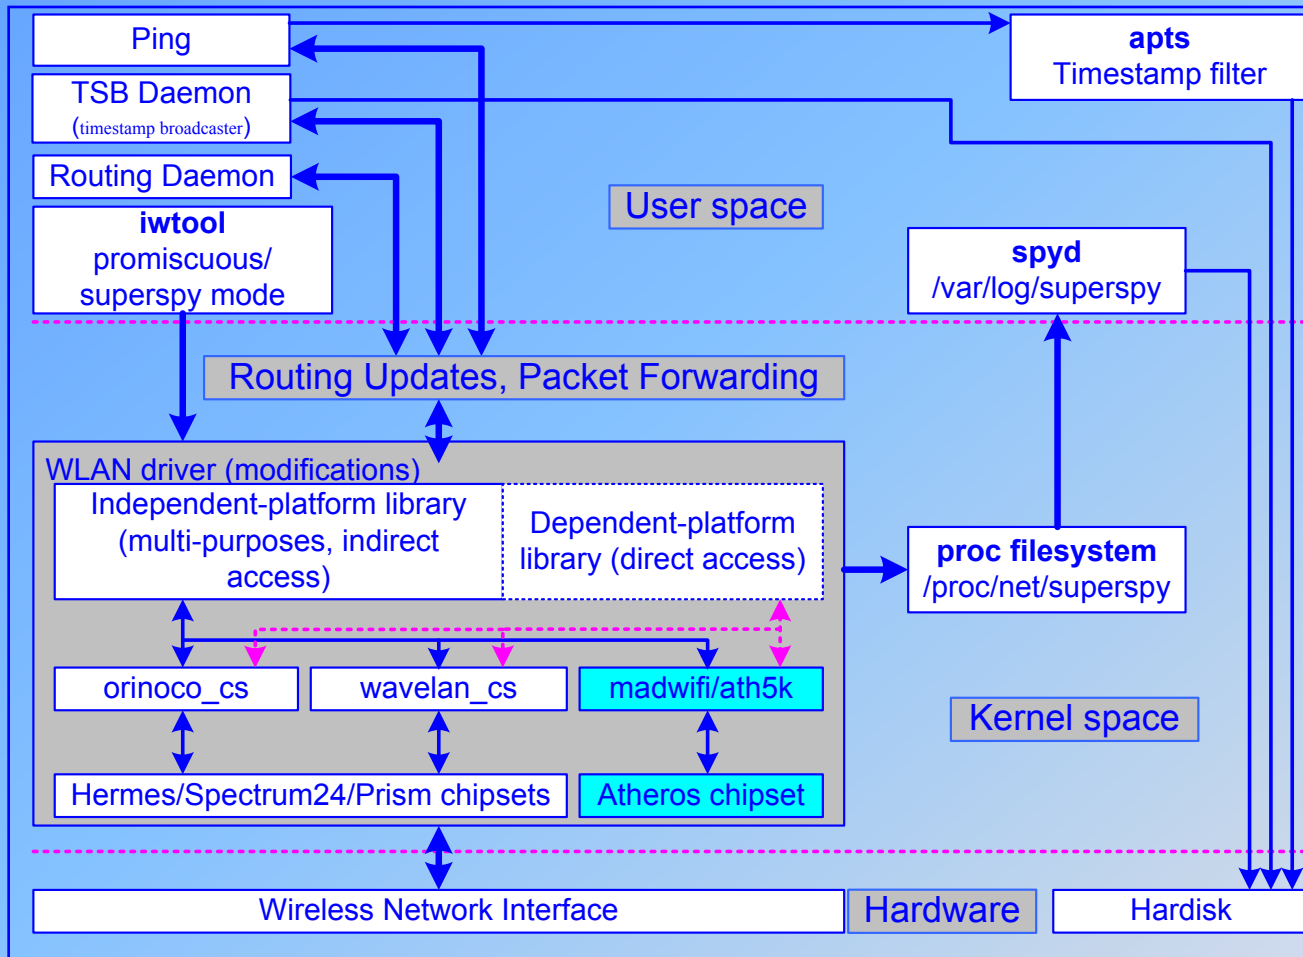 Ping
apts
Timestamp filter
TSB Daemon
(timestamp broadcaster)
Routing Daemon
User space
iwtool
promiscuous/
superspy mode
spyd
/var/log/superspy
Routing Updates, Packet Forwarding
WLAN driver (modifications)
Independent-platform library
(multi-purposes, indirect
access)
Dependent-platform
library (direct access)
proc filesystem
/proc/net/superspy
orinoco_cs
wavelan_cs
madwifi/ath5k
Kernel space
Hermes/Spectrum24/Prism chipsets
Atheros chipset
Wireless Network Interface
Hardware
Hardisk